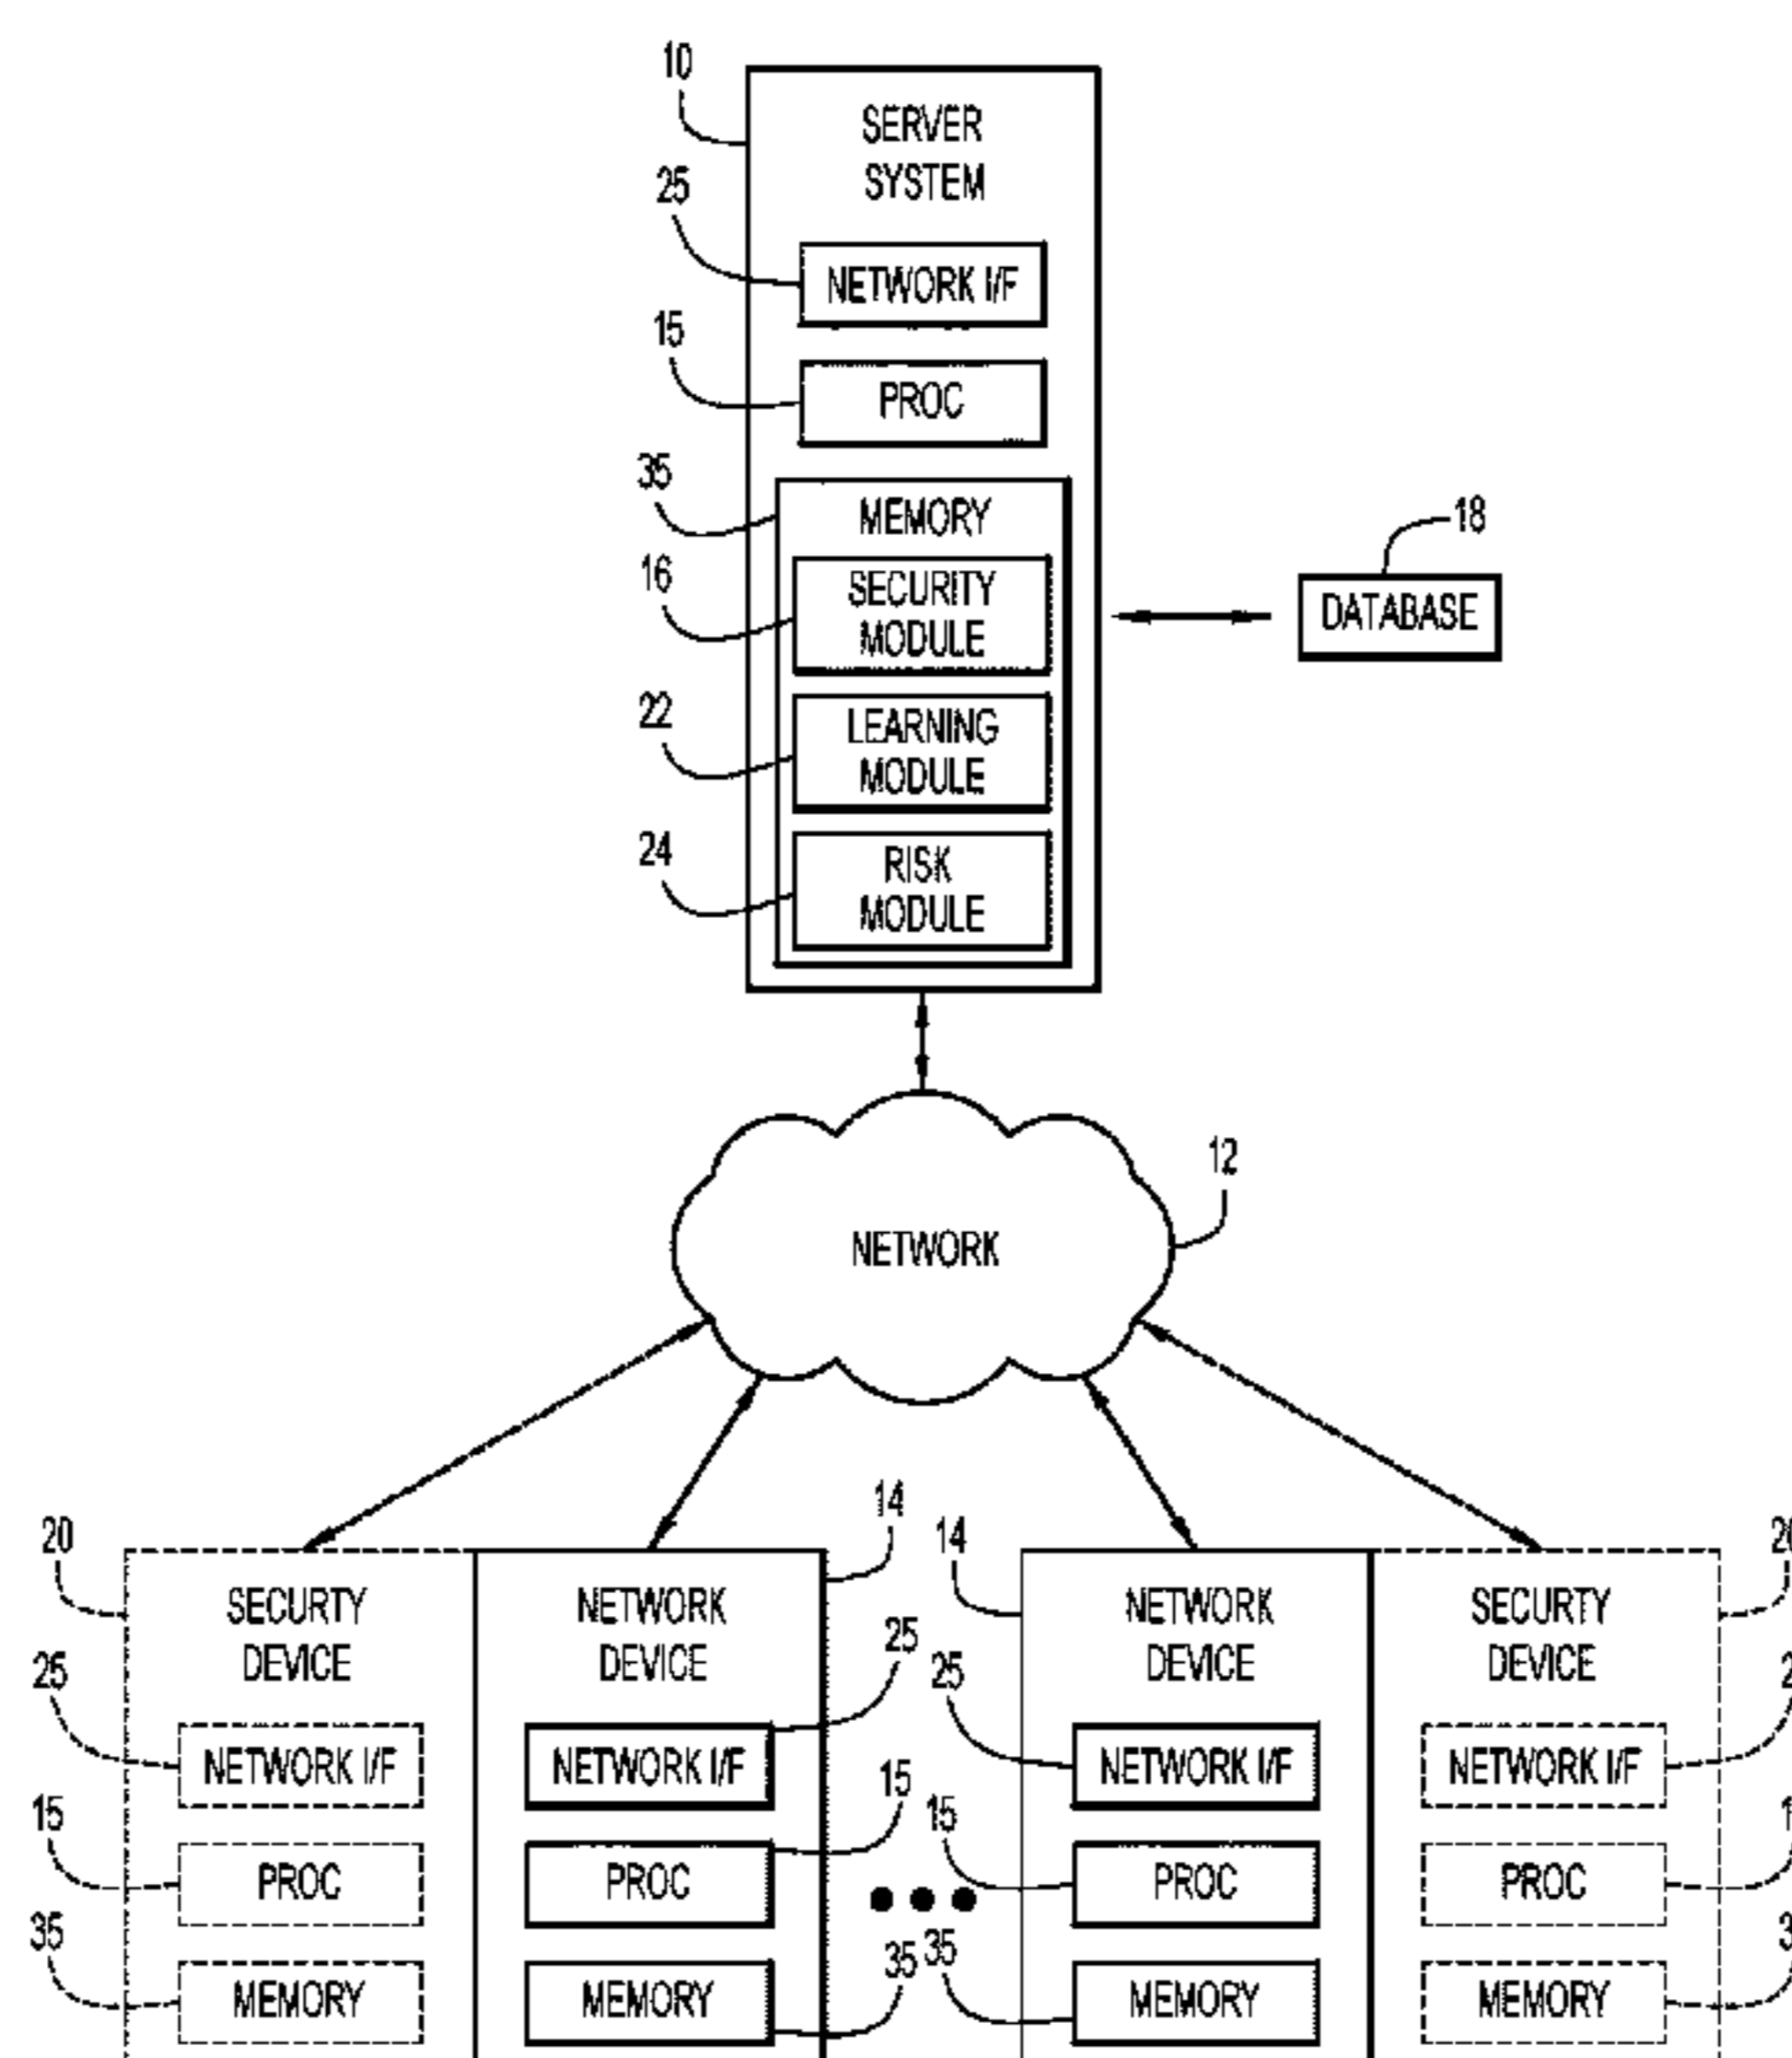 10
SERVER
SYSTEM
25
NETWORK I/F
15
PROC
35
MEMORY
16
SECURITY
MODULE
18
DATABASE
22
LEARNING
MODULE
24
RISK
MODULE
12
NETWORK
20
SECURTY
DEVICE
14
NETWORK
DEVICE
14
NETWORK
DEVICE
SECURTY
DEVICE
25
NETWORK I/F
NETWORK I/F
25
25
NETWORK I/F
NETWORK I/F
15
PROC
PROC
15
15
PROC
PROC
35
MEMORY
MEMORY
35
35
MEMORY
MEMORY